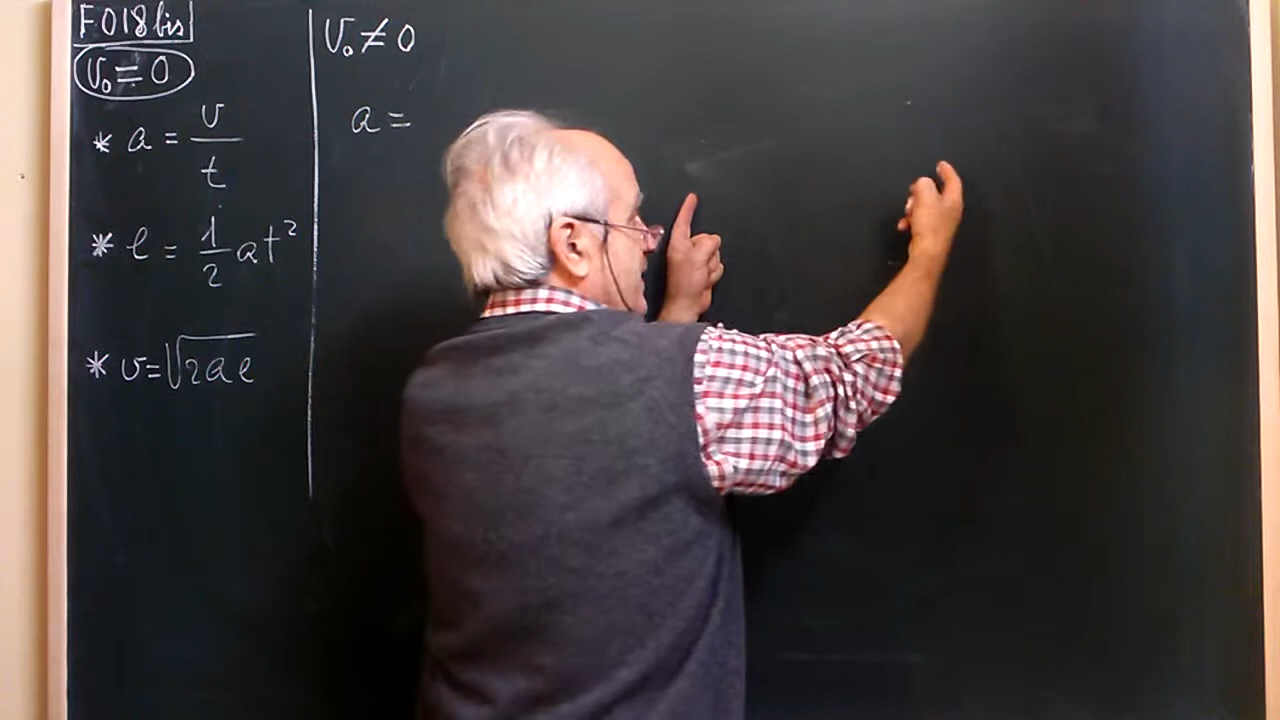 F018bis
v₀ = 0
* a = v / t
* e = 1/2 at²
* v = √2ae
v₀ ≠ 0
a =